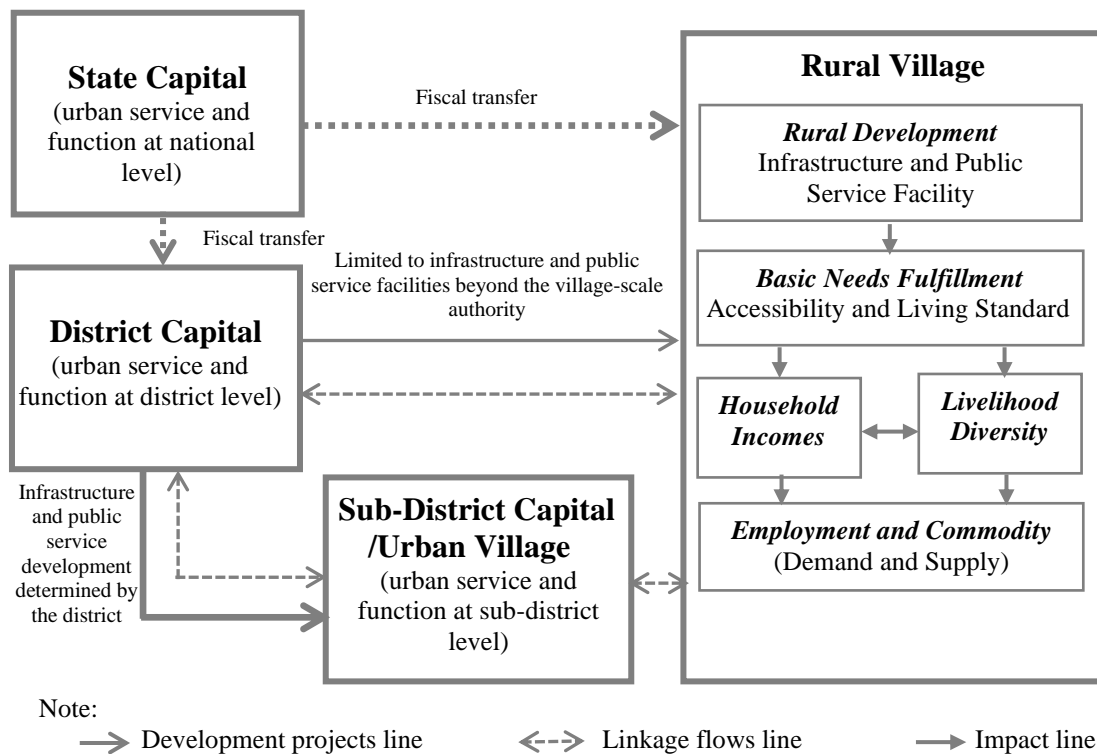 State Capital
(urban service and
function at national
level)
Fiscal transfer
Fiscal transfer
District Capital
(urban service and
function at district level)
Limited to infrastructure and public
service facilities beyond the village-scale
authority
Infrastructure
and public
service
development
determined by
the district
Sub-District Capital
/Urban Village
(urban service and
function at sub-district
level)
Rural Village
Rural Development
Infrastructure and Public
Service Facility
Basic Needs Fulfillment
Accessibility and Living Standard
Household
Incomes
Livelihood
Diversity
Employment and Commodity
(Demand and Supply)
Note:
Development projects line
Linkage flows line
Impact line